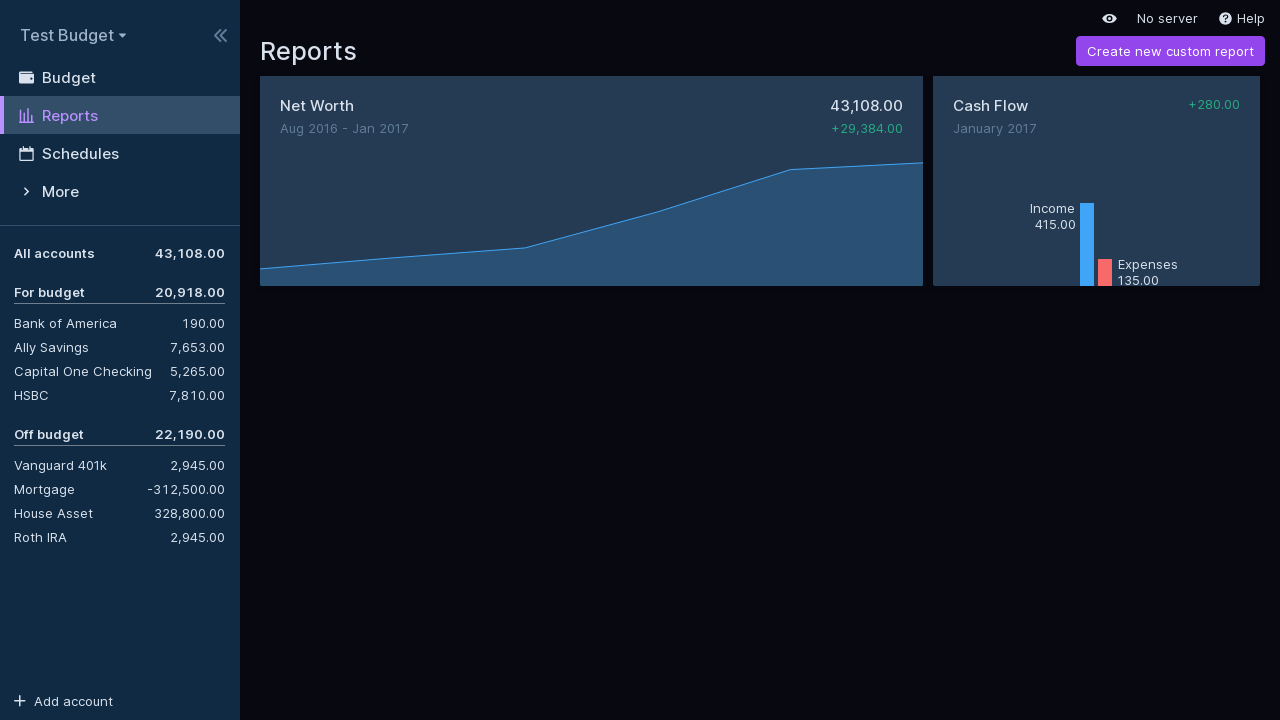 Test Budget
Budget
Reports
Schedules
More
All accounts 43,108.00
For budget 20,918.00
Bank of America 190.00
Ally Savings 7,653.00
Capital One Checking 5,265.00
HSBC 7,810.00
Off budget 22,190.00
Vanguard 401k 2,945.00
Mortgage -312,500.00
House Asset 328,800.00
Roth IRA 2,945.00
Add account
No server Help
Reports Create new custom report
Net Worth 43,108.00
Aug 2016 - Jan 2017 +29,384.00
Cash Flow +280.00
January 2017
Income
415.00
Expenses
135.00